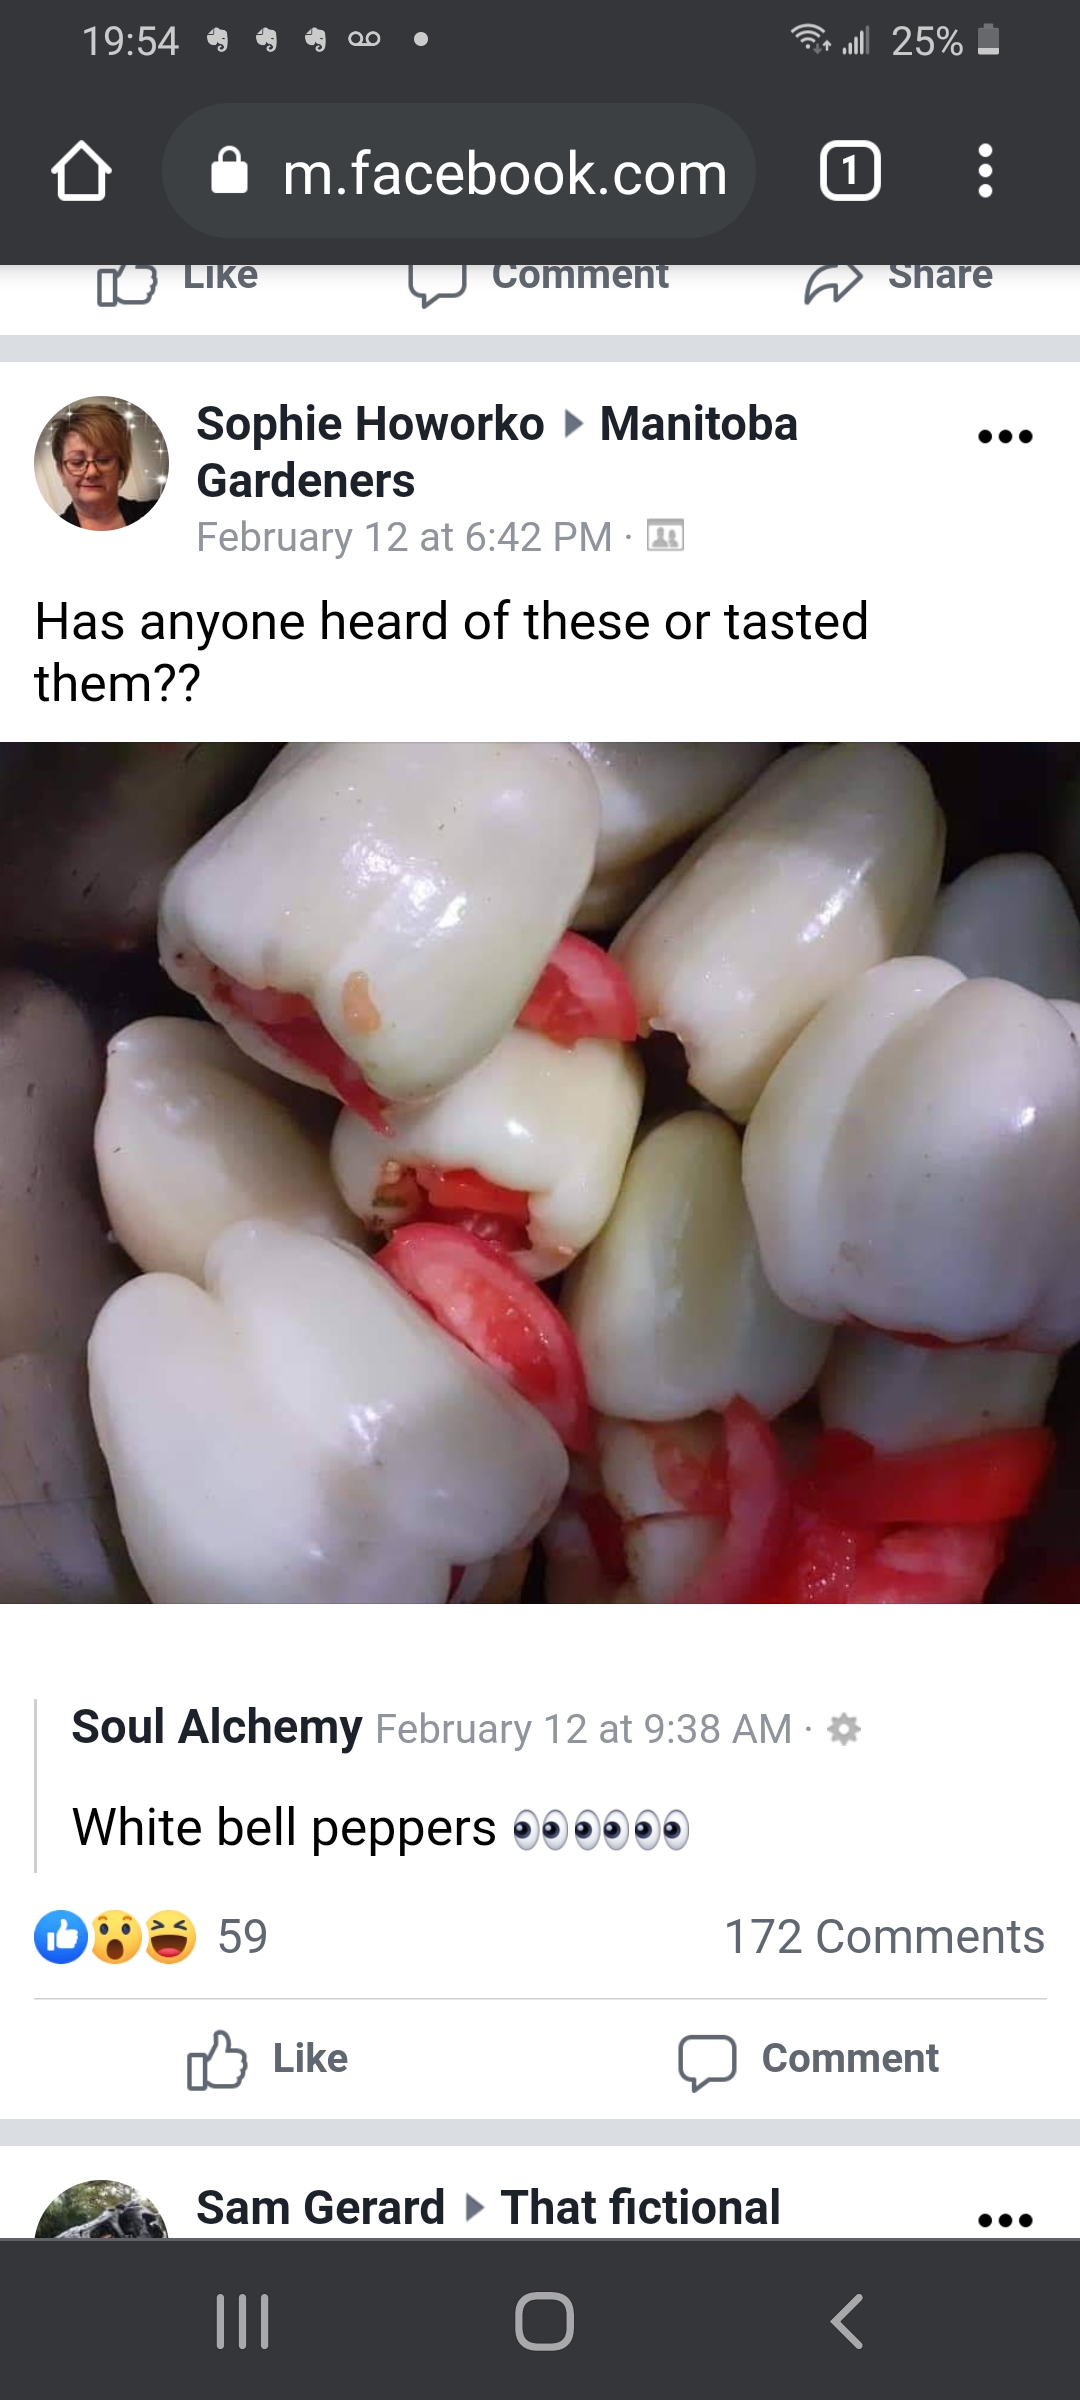 19:54
25%
m.facebook.com
1
Like Comment Share
Sophie Howorko Manitoba
Gardeners
February 12 at 6:42 PM ·
Has anyone heard of these or tasted
them??
Soul Alchemy February 12 at 9:38 AM ·
White bell peppers 👀👀👀
59
172 Comments
Like Comment
Sam Gerard That fictional